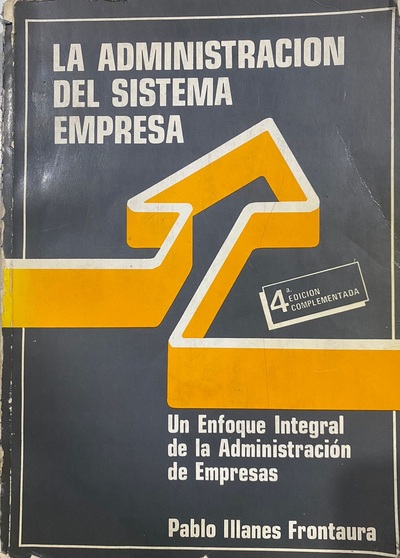 LA ADMINISTRACION
DEL SISTEMA
EMPRESA
4ª. EDICION
COMPLEMENTADA
Un Enfoque Integral
de la Administración
de Empresas
Pablo Illanes Frontaura